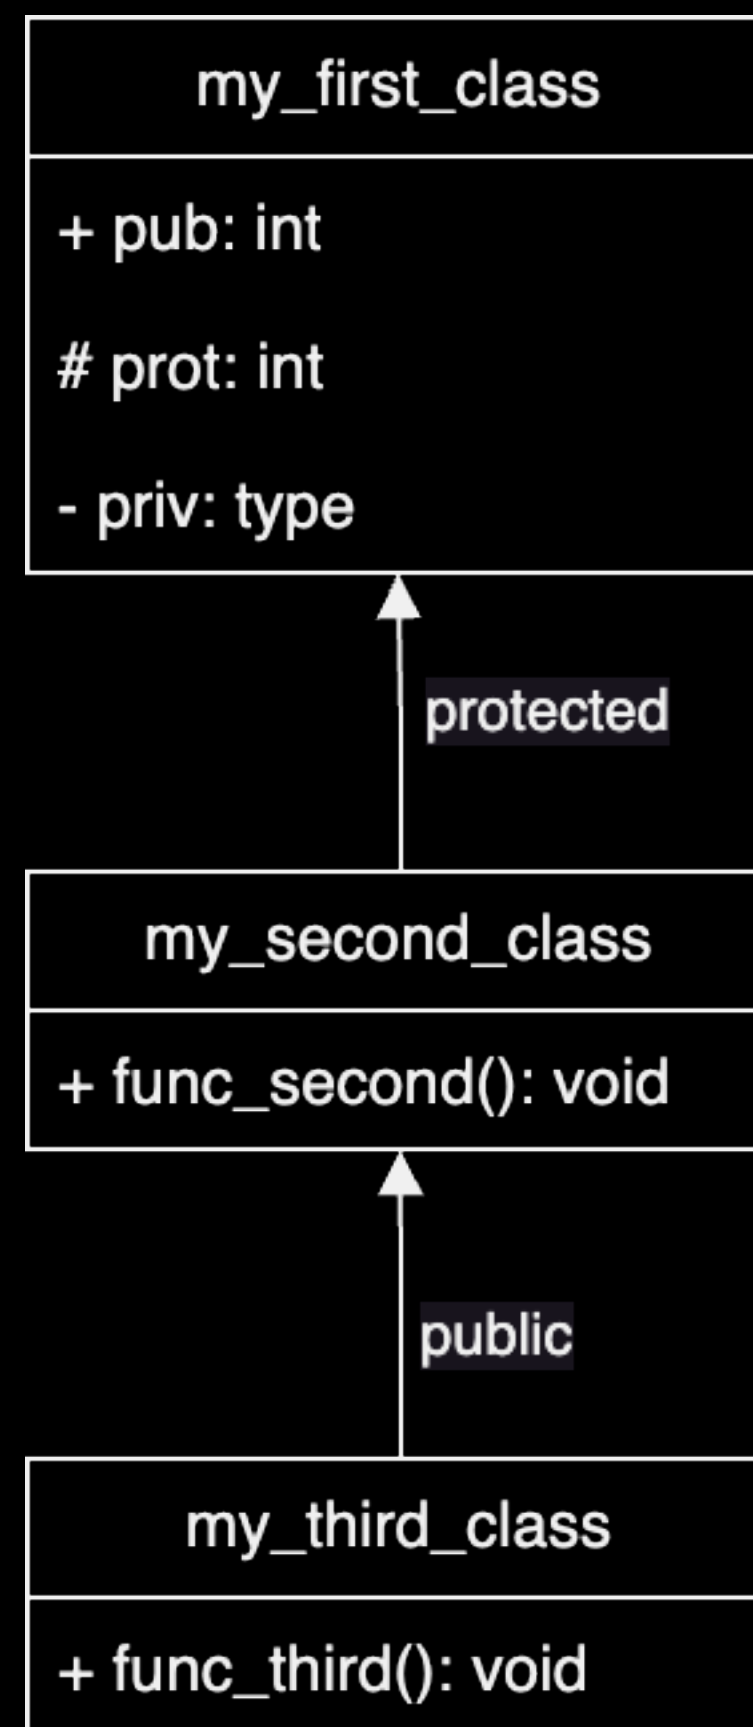 my_first_class
+ pub: int
# prot: int
- priv: type
protected
my_second_class
+ func_second(): void
public
my_third_class
+ func_third(): void